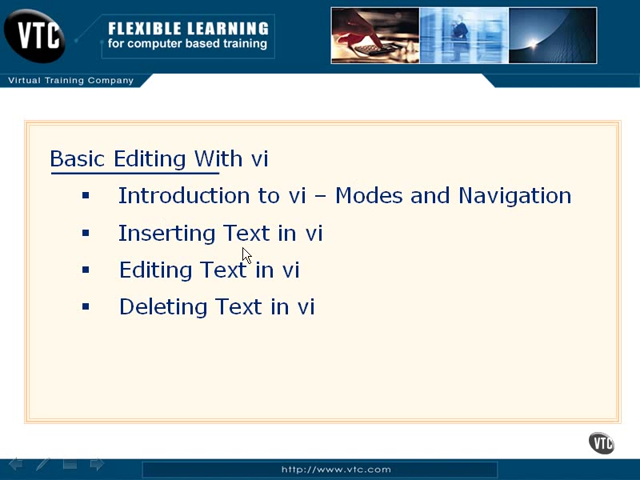 VTC
FLEXIBLE LEARNING
for computer based training
Virtual Training Company
Basic Editing With vi
▪ Introduction to vi – Modes and Navigation
▪ Inserting Text in vi
▪ Editing Text in vi
▪ Deleting Text in vi
VTC
http://www.vtc.com